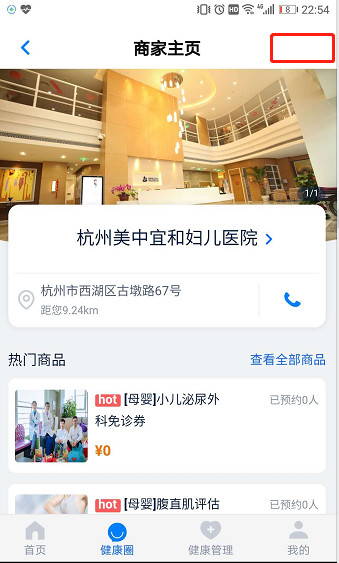 HD 4G 8 22:54
商家主页
1/1
杭州美中宜和妇儿医院
杭州市西湖区古墩路67号
距您9.24km
热门商品
查看全部商品
hot [母婴]小儿泌尿外
科免诊券
已预约0人
¥0
hot [母婴]腹直肌评估
已预约0人
首页
健康圈
健康管理
我的